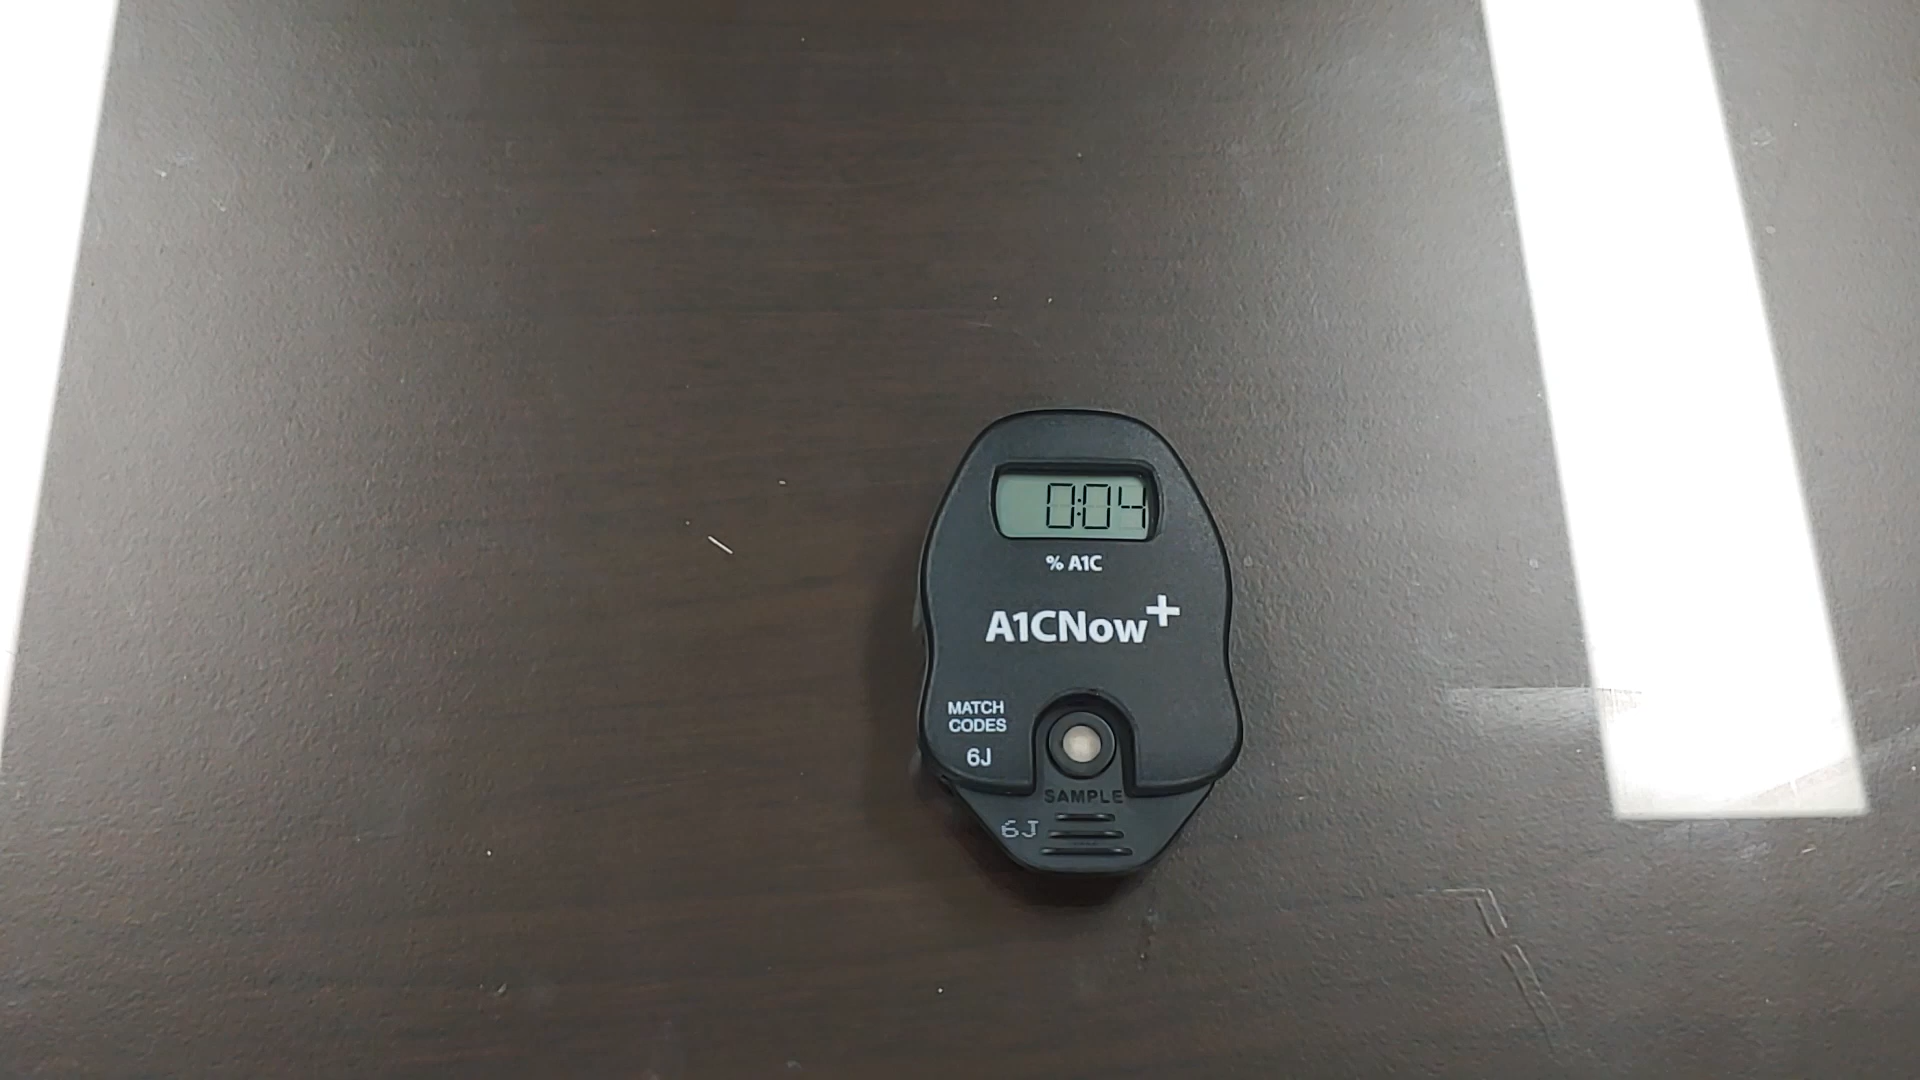 0:04
% A1C
A1CNow+
MATCH
CODES
6J
SAMPLE
6J